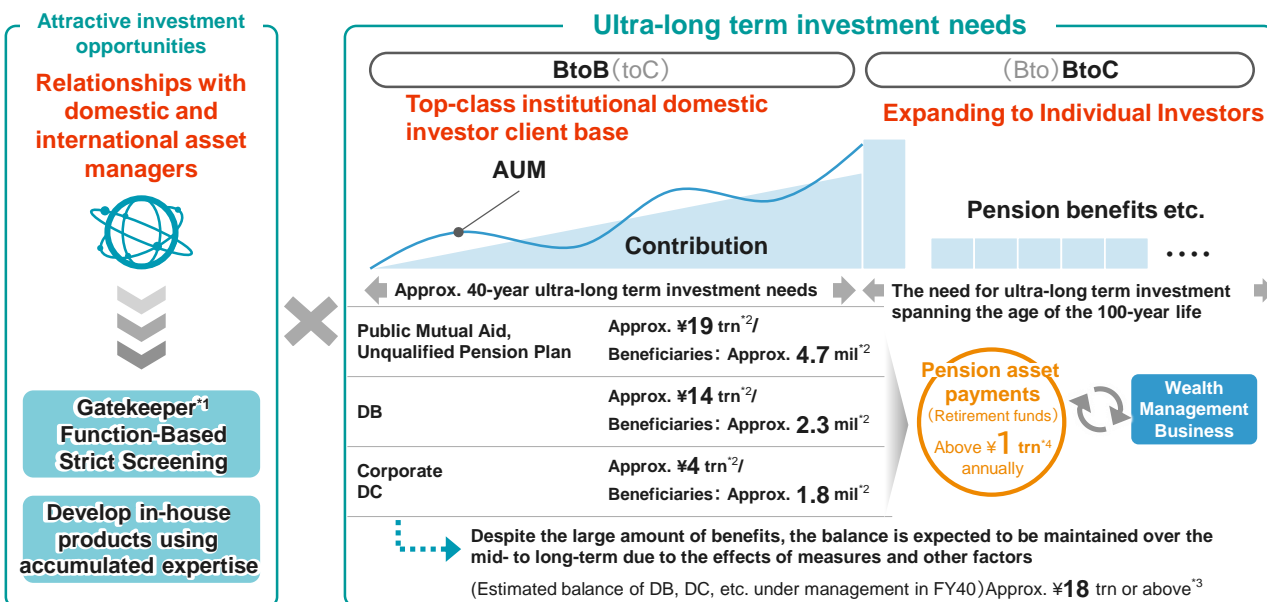 Attractive investment
opportunities
Relationships with
domestic and
international asset
managers
Gatekeeper*1
Function-Based
Strict Screening
Develop in-house
products using
accumulated expertise
Ultra-long term investment needs
BtoB(toC)
(Bto)BtoC
Top-class institutional domestic
investor client base
Expanding to Individual Investors
AUM
Contribution
Pension benefits etc.
....
Approx. 40-year ultra-long term investment needs
The need for ultra-long term investment
spanning the age of the 100-year life
Public Mutual Aid,
Unqualified Pension Plan
Approx. ¥19 trn*2/
Beneficiaries: Approx. 4.7 mil*2
DB
Approx. ¥14 trn*2/
Beneficiaries: Approx. 2.3 mil*2
Corporate
DC
Approx. ¥4 trn*2/
Beneficiaries: Approx. 1.8 mil*2
Pension asset
payments
(Retirement funds)
Above ¥1 trn*4
annually
Wealth
Management
Business
Despite the large amount of benefits, the balance is expected to be maintained over the
mid- to long-term due to the effects of measures and other factors
(Estimated balance of DB, DC, etc. under management in FY40)Approx. ¥18 trn or above*3